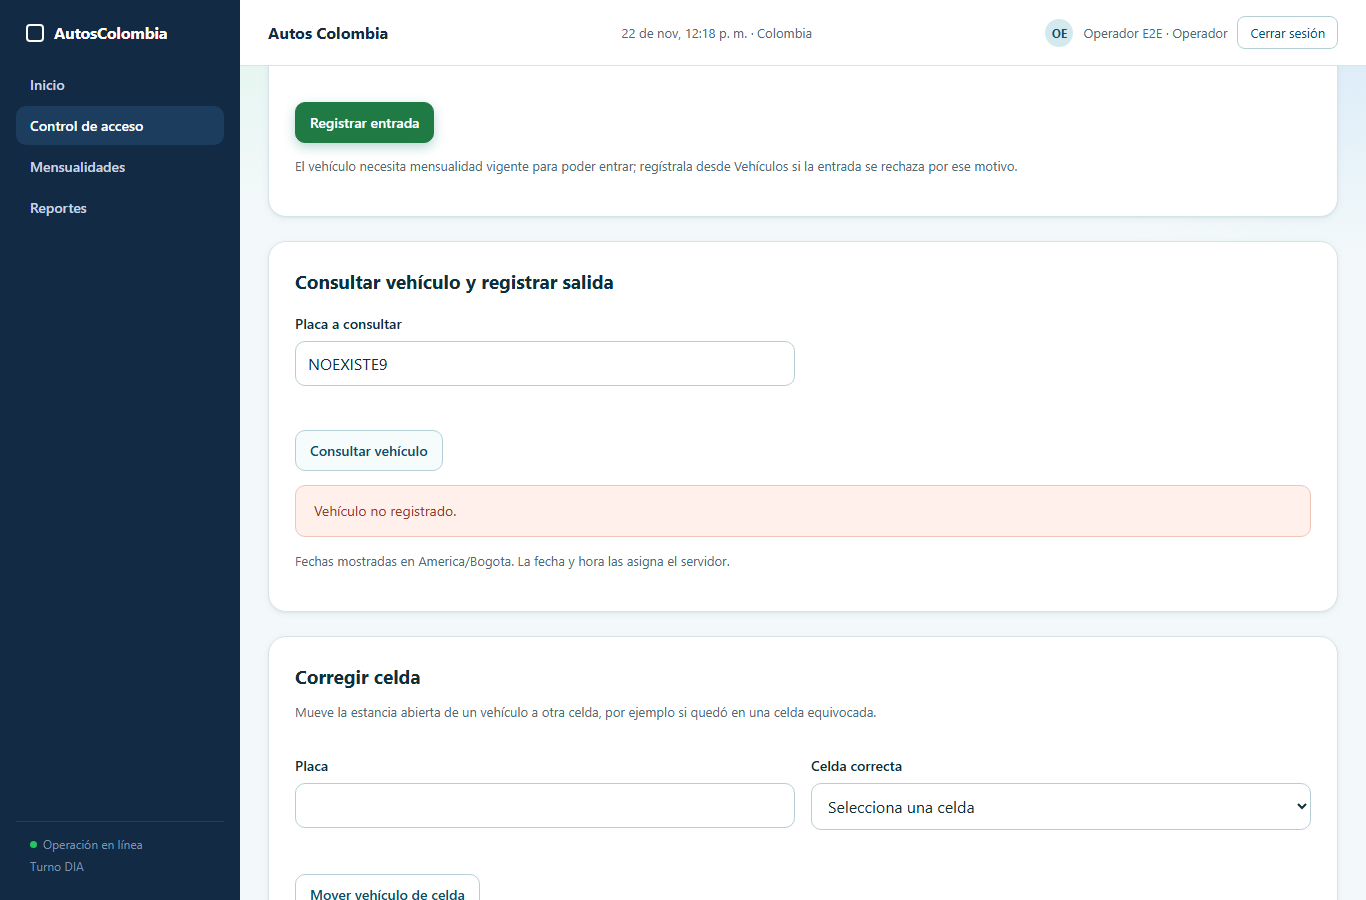 AutosColombia
Inicio
Control de acceso
Mensualidades
Reportes
Operación en línea
Turno DIA
Autos Colombia
22 de nov, 12:18 p. m. · Colombia
OE
Operador E2E · Operador
Cerrar sesión
Registrar entrada
El vehículo necesita mensualidad vigente para poder entrar; regístrala desde Vehículos si la entrada se rechaza por ese motivo.
Consultar vehículo y registrar salida
Placa a consultar
NOEXISTE9
Consultar vehículo
Vehículo no registrado.
Fechas mostradas en America/Bogota. La fecha y hora las asigna el servidor.
Corregir celda
Mueve la estancia abierta de un vehículo a otra celda, por ejemplo si quedó en una celda equivocada.
Placa
Celda correcta
Selecciona una celda
Mover vehículo de celda